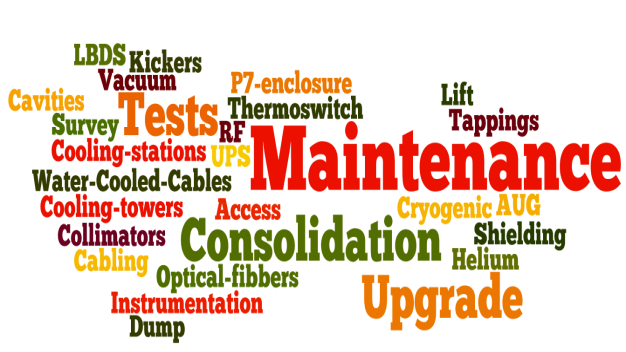 LBDS
Kickers
Vacuum
P7-enclosure
Cavities
Tests
Thermoswitch
Lift
Survey
RF
Tappings
Cooling-stations
UPS
Maintenance
Water-Cooled-Cables
Cooling-towers
Access
Cryogenic
AUG
Collimators
Consolidation
Shielding
Cabling
Helium
Optical-fibbers
Instrumentation
Upgrade
Dump